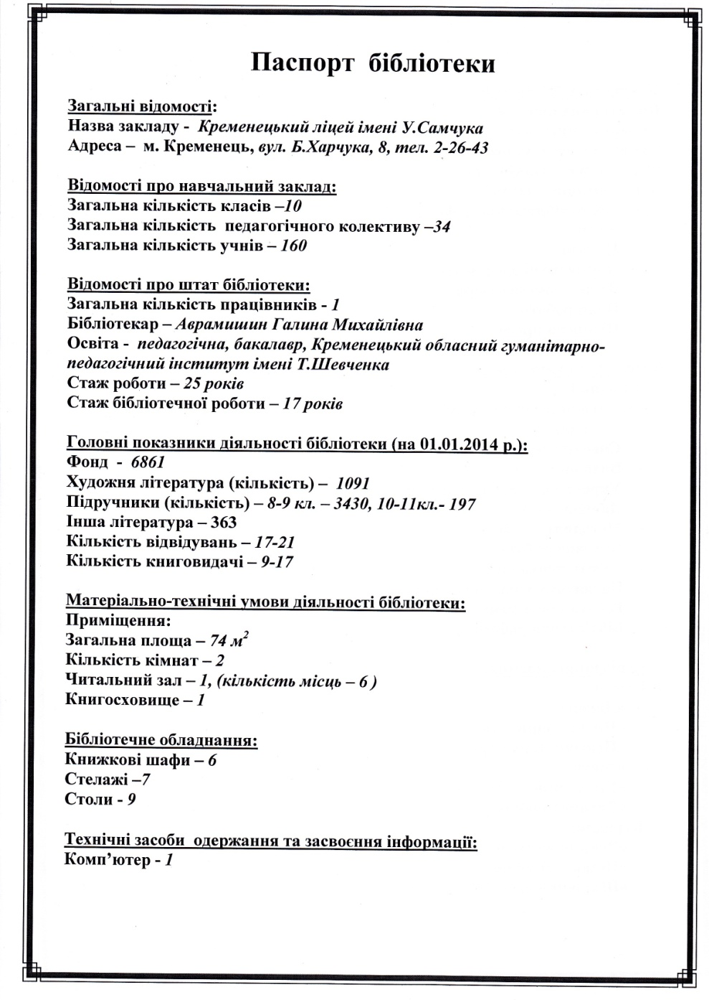 Паспорт бібліотеки
Загальні відомості:
Назва закладу - Кременецький ліцей імені У.Самчука
Адреса – м. Кременець, вул. Б.Харчука, 8, тел. 2-26-43
Відомості про навчальний заклад:
Загальна кількість класів –10
Загальна кількість педагогічного колективу –34
Загальна кількість учнів – 160
Відомості про штат бібліотеки:
Загальна кількість працівників - 1
Бібліотекар – Аврамишин Галина Михайлівна
Освіта - педагогічна, бакалавр, Кременецький обласний гуманітарно-
педагогічний інститут імені Т.Шевченка
Стаж роботи – 25 років
Стаж бібліотечної роботи – 17 років
Головні показники діяльності бібліотеки (на 01.01.2014 р.):
Фонд - 6861
Художня література (кількість) – 1091
Підручники (кількість) – 8-9 кл. – 3430, 10-11кл.- 197
Інша література – 363
Кількість відвідувань – 17-21
Кількість книговидачі – 9-17
Матеріально-технічні умови діяльності бібліотеки:
Приміщення:
Загальна площа – 74 м²
Кількість кімнат – 2
Читальний зал – 1, (кількість місць – 6 )
Книгосховище – 1
Бібліотечне обладнання:
Книжкові шафи – 6
Стелажі –7
Столи - 9
Технічні засоби одержання та засвоєння інформації:
Комп’ютер - 1